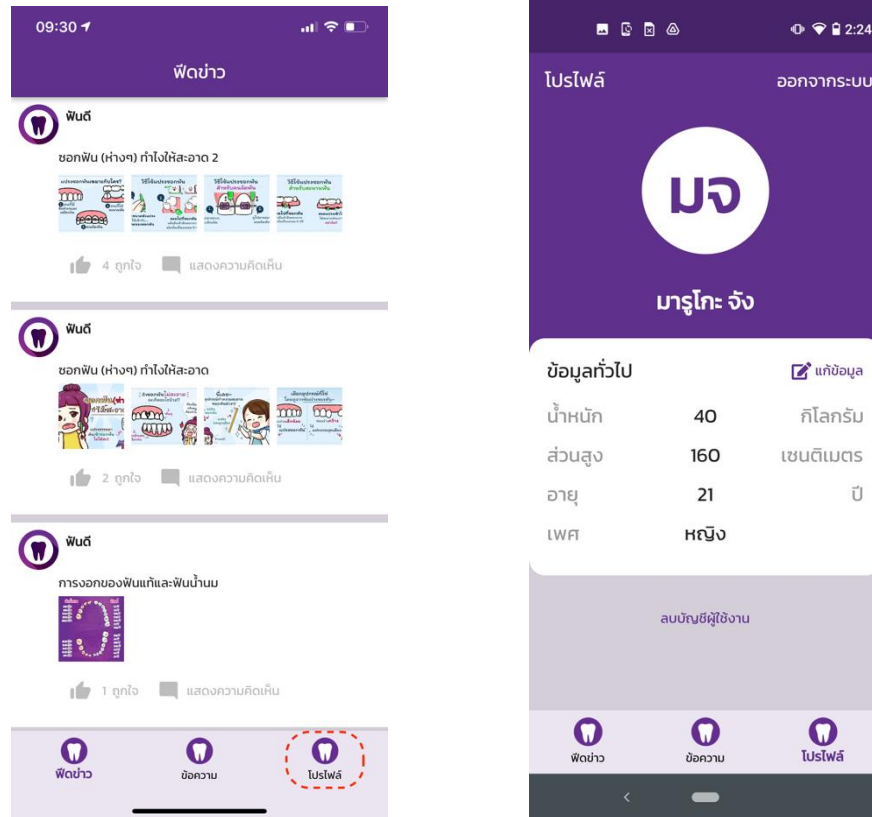 09:30
ฟีดข่าว
ฟันดี
ซอกฟัน (ห่างๆ) ทำไงให้สะอาด 2
4 ถูกใจ แสดงความคิดเห็น
ฟันดี
ซอกฟัน (ห่างๆ) ทำไงให้สะอาด
2 ถูกใจ แสดงความคิดเห็น
ฟันดี
การงอกของฟันแท้และฟันน้ำนม
1 ถูกใจ แสดงความคิดเห็น
ฟีดข่าว ข้อความ โปรไฟล์
2:24
โปรไฟล์ ออกจากระบบ
มจ
มารูโกะ จัง
ข้อมูลทั่วไป แก้ข้อมูล
น้ำหนัก 40 กิโลกรัม
ส่วนสูง 160 เซนติเมตร
อายุ 21 ปี
เพศ หญิง
ลบบัญชีผู้ใช้งาน
ฟีดข่าว ข้อความ โปรไฟล์